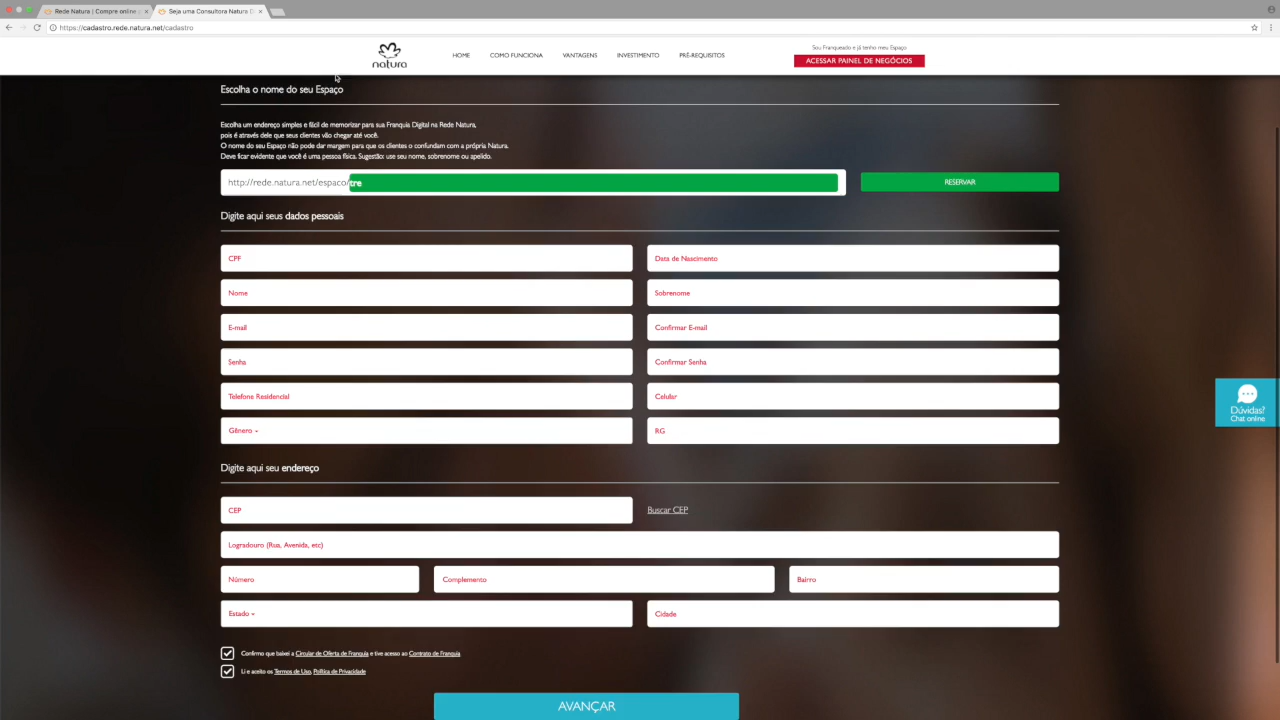 Rede Natura | Compre online
Seja uma Consultora Natura D
https://cadastro.rede.natura.net/cadastro
natura
HOME
COMO FUNCIONA
VANTAGENS
INVESTIMENTO
PRÉ-REQUISITOS
Sou Franqueado e já tenho meu Espaço
ACESSAR PAINEL DE NEGÓCIOS
Escolha o nome do seu Espaço
Escolha um endereço simples e fácil de memorizar para sua Franquia Digital na Rede Natura,
pois é através dele que seus clientes vão chegar até você.
O nome do seu Espaço não pode dar margem para que os clientes o confundam com a própria Natura.
Deve ficar evidente que você é uma pessoa física. Sugestão: use seu nome, sobrenome ou apelido.
http://rede.natura.net/espaco/tre
RESERVAR
Digite aqui seus dados pessoais
CPF
Data de Nascimento
Nome
Sobrenome
E-mail
Confirmar E-mail
Senha
Confirmar Senha
Telefone Residencial
Celular
Gênero
RG
Digite aqui seu endereço
CEP
Buscar CEP
Logradouro (Rua, Avenida, etc)
Número
Complemento
Bairro
Estado
Cidade
Confirmo que baixei a Circular de Oferta de Franquia e tive acesso ao Contrato de Franquia
Li e aceito os Termos de Uso, Política de Privacidade
AVANÇAR
Dúvidas?
Chat online